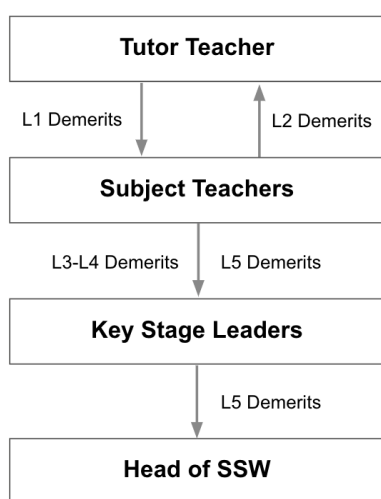 Tutor Teacher
L1 Demerits
L2 Demerits
Subject Teachers
L3-L4 Demerits
L5 Demerits
Key Stage Leaders
L5 Demerits
Head of SSW